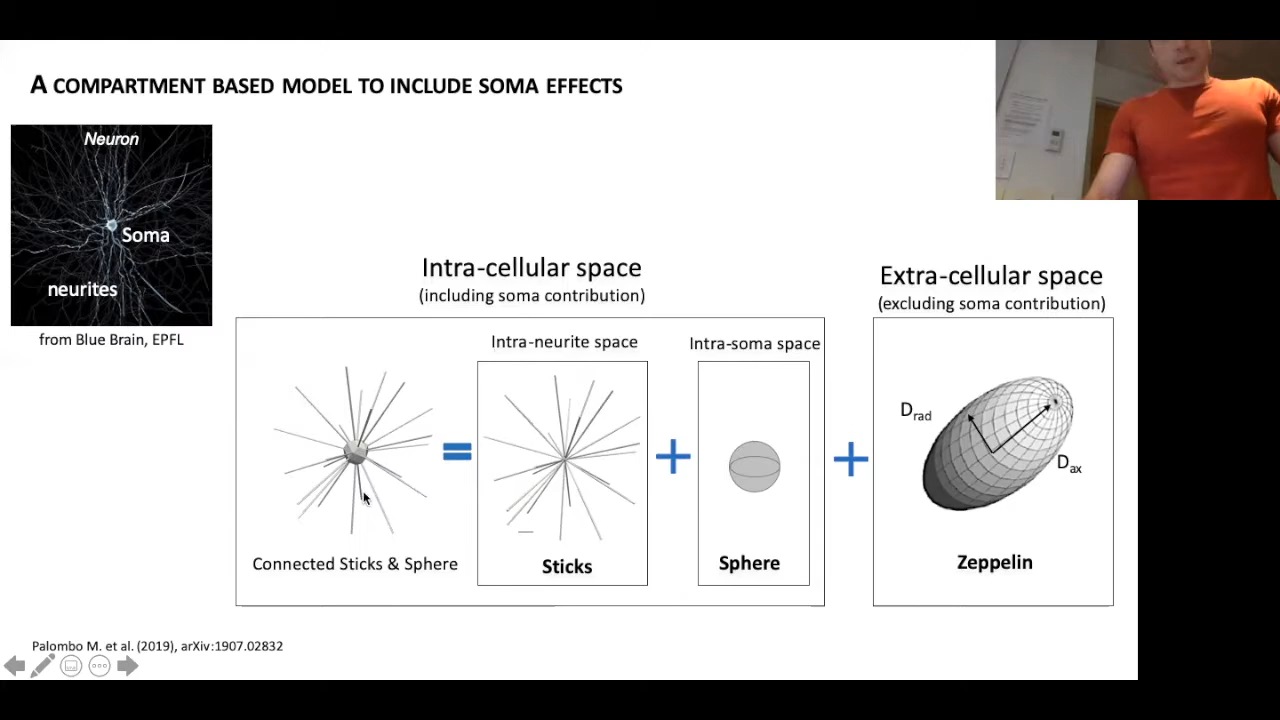 A COMPARTMENT BASED MODEL TO INCLUDE SOMA EFFECTS
Neuron
Soma
neurites
from Blue Brain, EPFL
Intra-cellular space
(including soma contribution)
Extra-cellular space
(excluding soma contribution)
Intra-neurite space
Intra-soma space
Drad
Dax
=
+
+
Connected Sticks & Sphere
Sticks
Sphere
Zeppelin
Palombo M. et al. (2019), arXiv:1907.02832